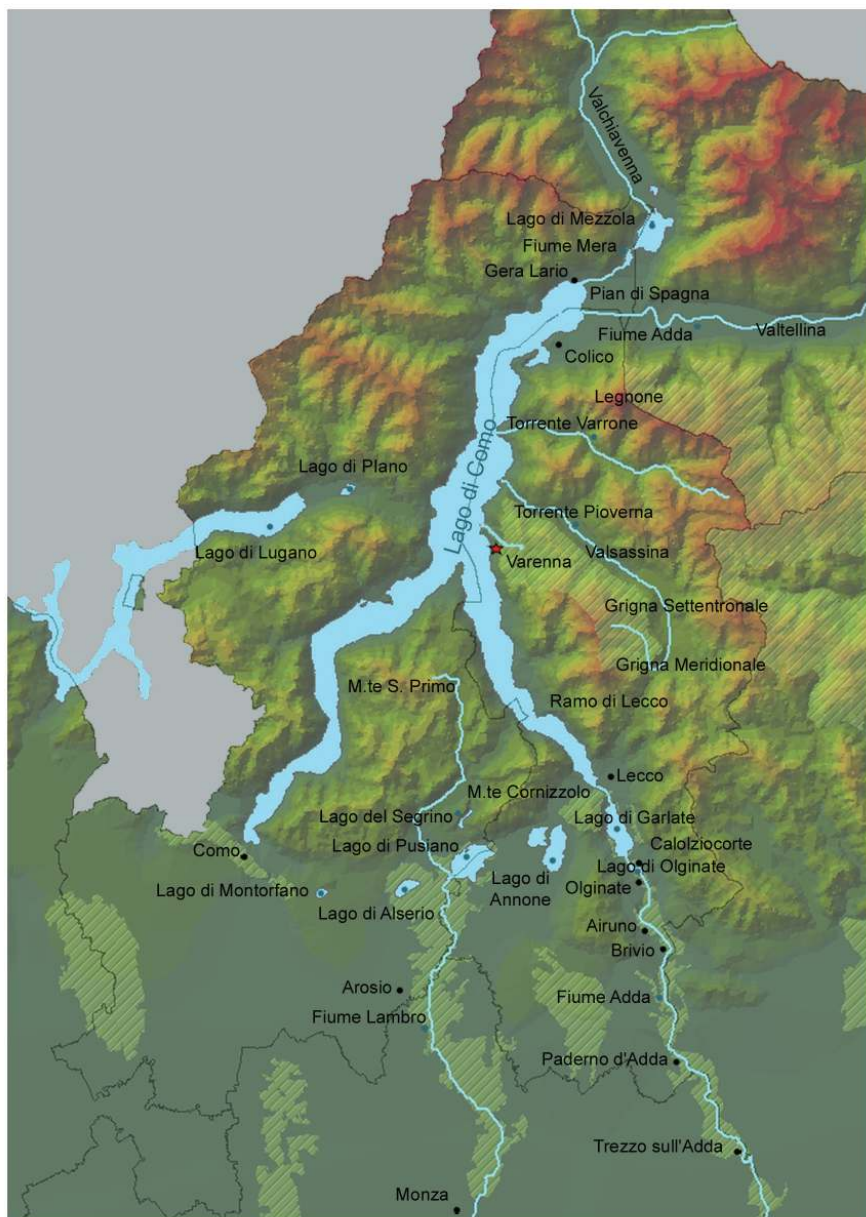 Valchiavenna
Lago di Mezzola
Fiume Mera
Gera Lario
Pian di Spagna
Fiume Adda
Valtellina
Colico
Legnone
Torrente Varrone
Lago di Plano
Lago di Como
Torrente Pioverna
Lago di Lugano
Valsassina
Varenna
Grigna Settentronale
Grigna Meridionale
M.te S. Primo
Ramo di Lecco
Lecco
M.te Cornizzolo
Lago del Segrino
Lago di Garlate
Como
Lago di Pusiano
Calolziocorte
Lago di Olginate
Lago di Montorfano
Lago di
Annone
Olginate
Lago di Alserio
Airuno
Brivio
Arosio
Fiume Adda
Fiume Lambro
Paderno d'Adda
Trezzo sull'Adda
Monza